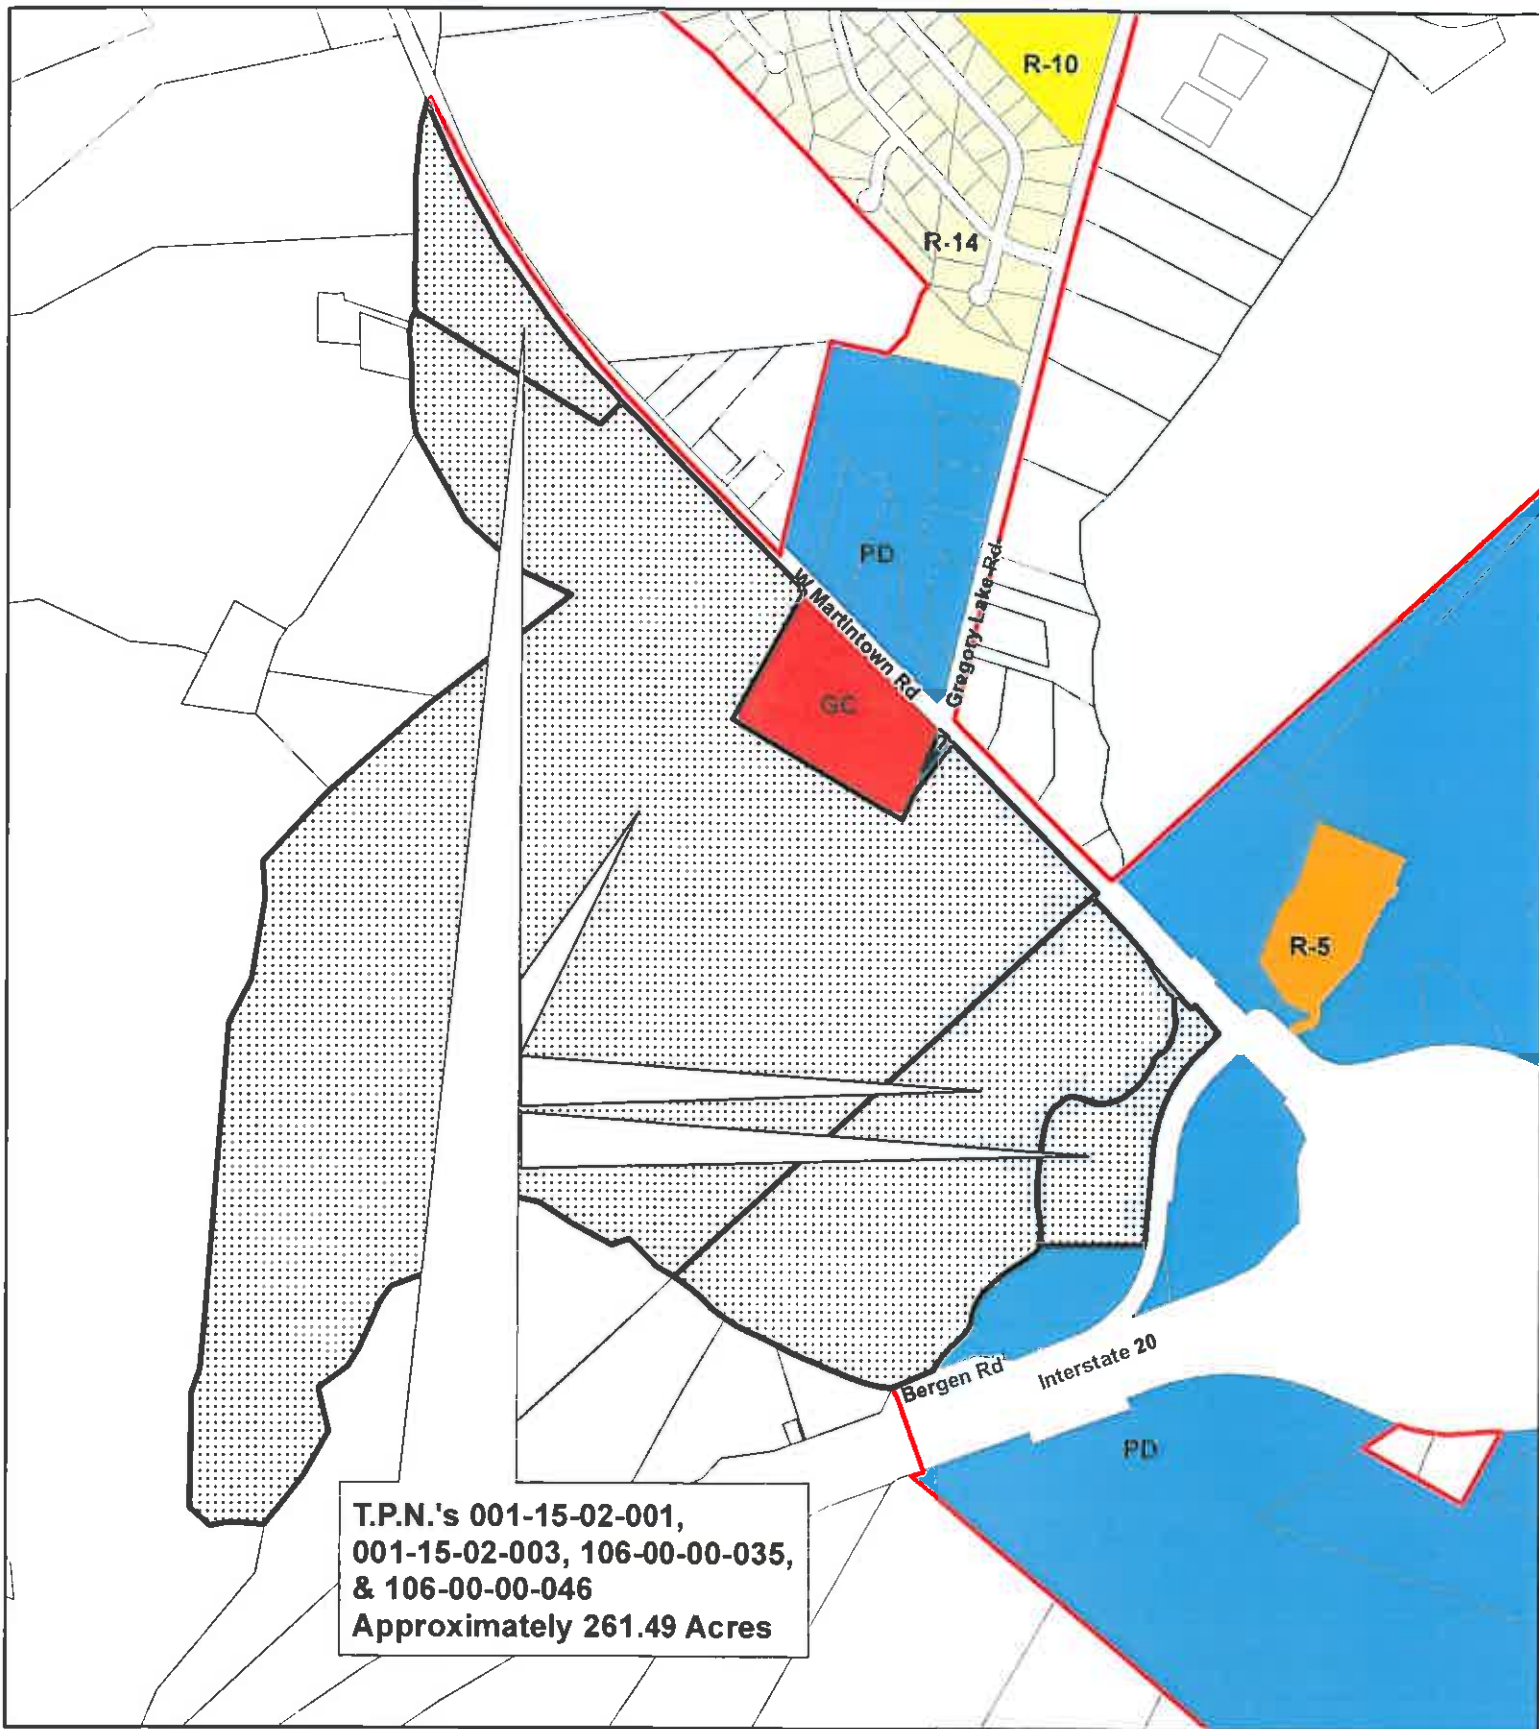 R-10
R-14
PD
W Martintown Rd
Gregory Lake Rd
GC
R-5
Bergen Rd
Interstate 20
PD
T.P.N.'s 001-15-02-001,
001-15-02-003, 106-00-00-035,
& 106-00-00-046
Approximately 261.49 Acres